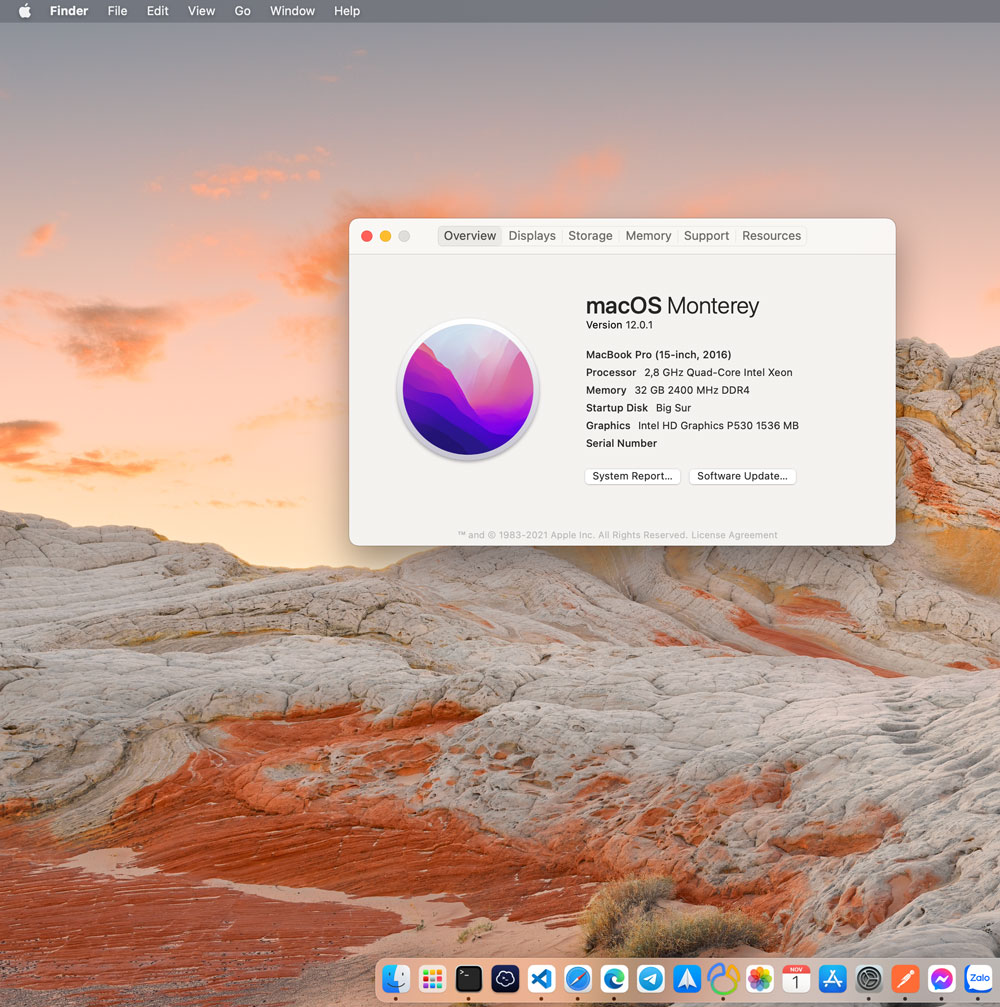 Finder File Edit View Go Window Help
Overview Displays Storage Memory Support Resources
macOS Monterey
Version 12.0.1
MacBook Pro (15-inch, 2016)
Processor 2,8 GHz Quad-Core Intel Xeon
Memory 32 GB 2400 MHz DDR4
Startup Disk Big Sur
Graphics Intel HD Graphics P530 1536 MB
Serial Number
System Report... Software Update...
™ and © 1983-2021 Apple Inc. All Rights Reserved. License Agreement
NOV
1
Zalo